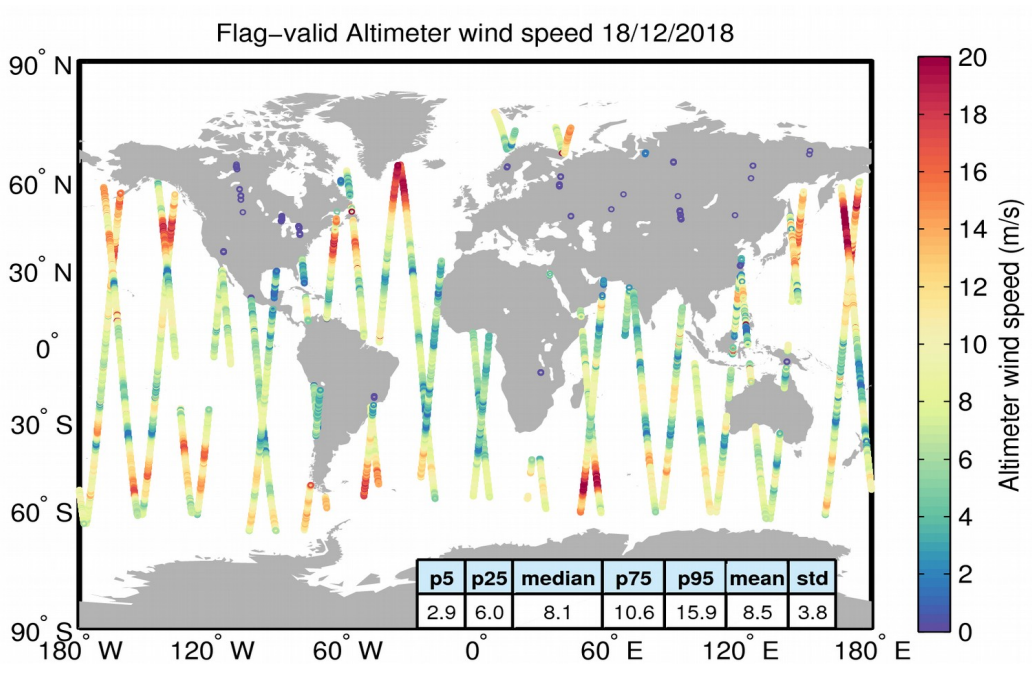 Flag−valid Altimeter wind speed 18/12/2018
90° N
60° N
30° N
0°
30° S
60° S
90° S
180° W 120° W 60° W 0° 60° E 120° E 180° E
p5 p25 median p75 p95 mean std
2.9 6.0 8.1 10.6 15.9 8.5 3.8
20
18
16
14
12
10
8
6
4
2
0
Altimeter wind speed (m/s)